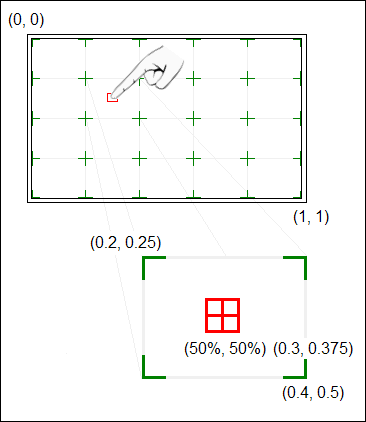 (0, 0)
(1, 1)
(0.2, 0.25)
(50%, 50%) (0.3, 0.375)
(0.4, 0.5)